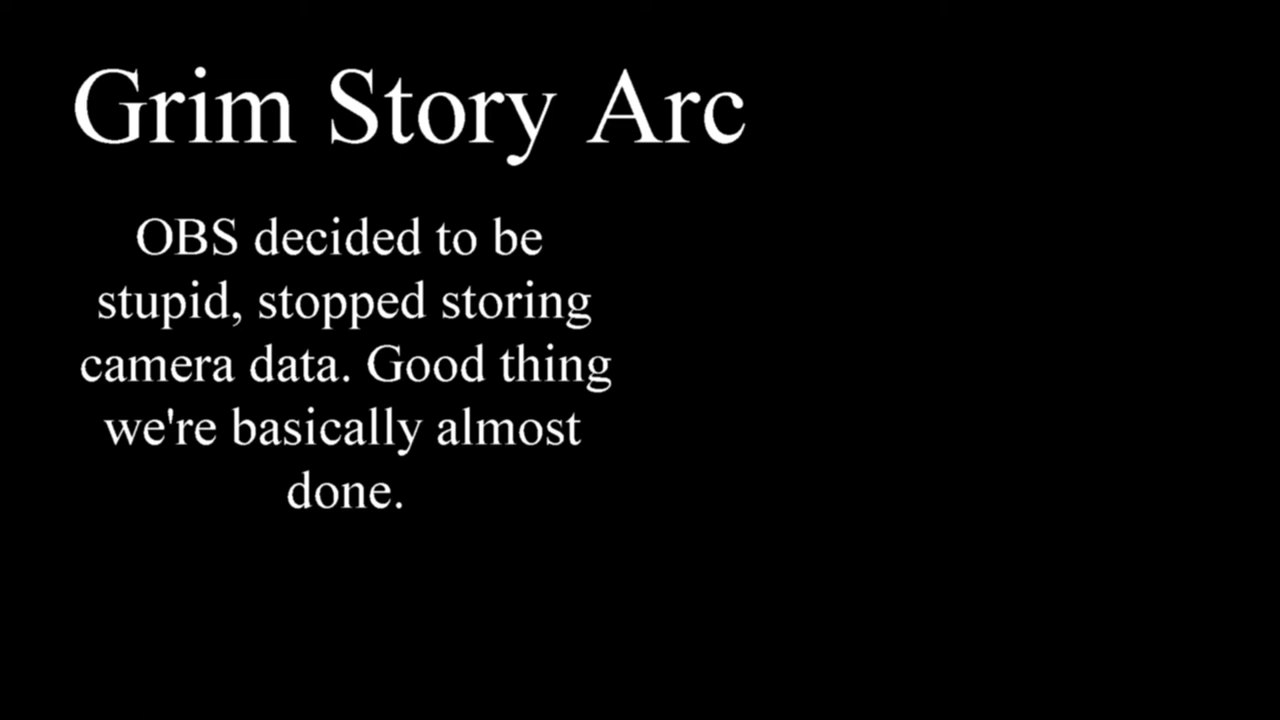 Grim Story Arc
OBS decided to be
stupid, stopped storing
camera data. Good thing
we're basically almost
done.